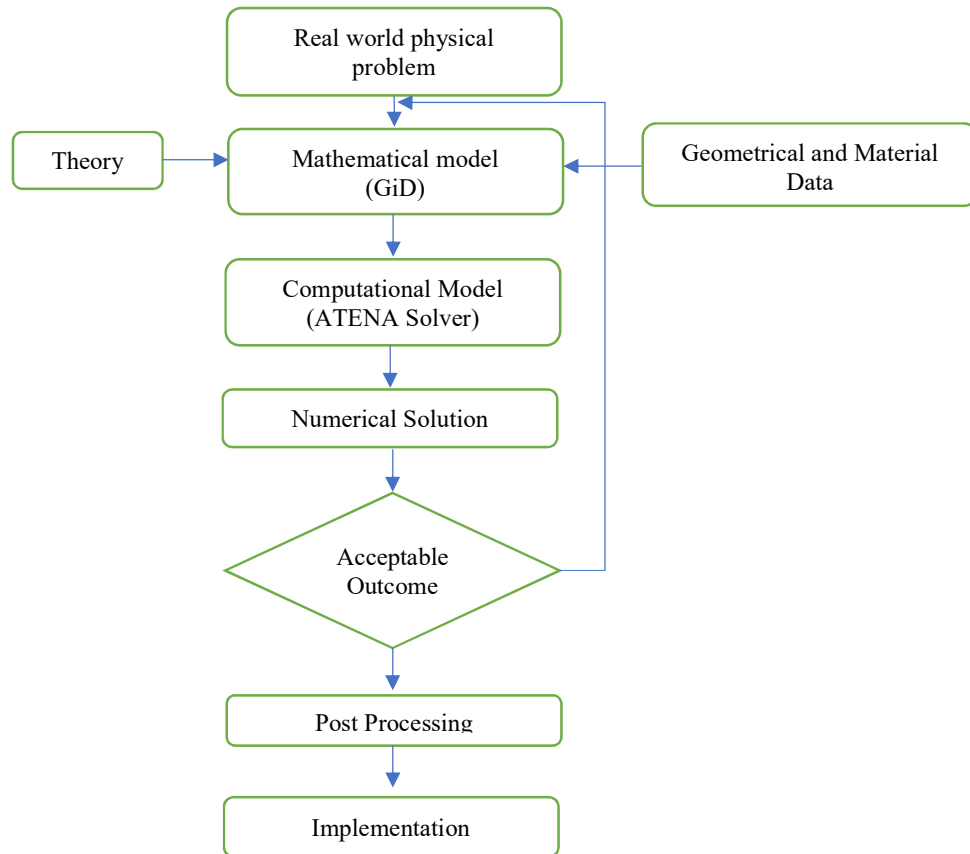 Real world physical
problem
Theory
Mathematical model
(GiD)
Geometrical and Material
Data
Computational Model
(ATENA Solver)
Numerical Solution
Acceptable
Outcome
Post Processing
Implementation